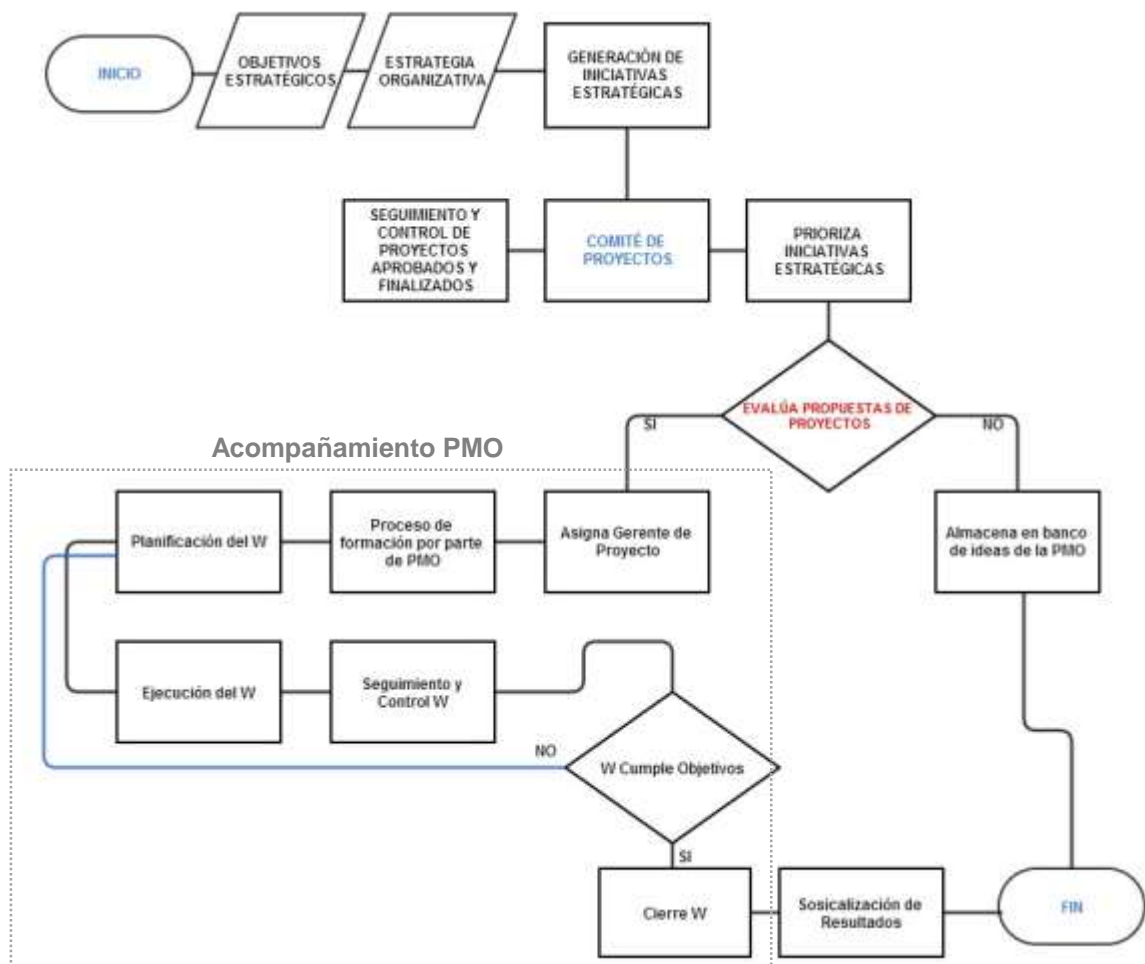 INICIO
OBJETIVOS
ESTRATÉGICOS
ESTRATEGIA
ORGANIZATIVA
GENERACIÓN DE
INICIATIVAS
ESTRATÉGICAS
SEGUIMIENTO Y
CONTROL DE
PROYECTOS
APROBADOS Y
FINALIZADOS
COMITÉ DE
PROYECTOS.
PRIORIZA
INICIATIVAS
ESTRATÉGICAS
EVALÚA PROPUESTAS DE
PROYECTOS
SI
NO
Acompañamiento PMO
Planificación del W
Proceso de
formación por parte
de PMO
Asigna Gerente de
Proyecto
Almacena en banco
de ideas de la PMO
Ejecución del W
Seguimiento y
Control W
NO
W Cumple Objetivos
SI
Cierre W
Sosicalización de
Resultados
FIN